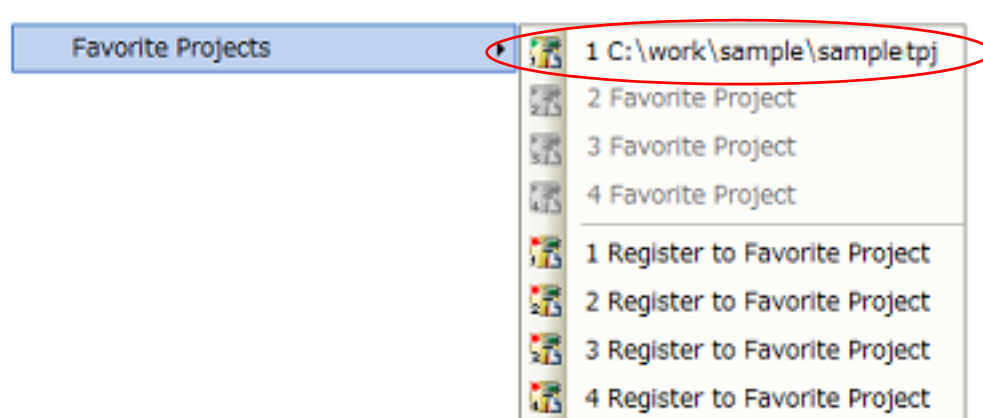 Favorite Projects
1 C:\work\sample\sample.tpj
2 Favorite Project
3 Favorite Project
4 Favorite Project
1 Register to Favorite Project
2 Register to Favorite Project
3 Register to Favorite Project
4 Register to Favorite Project